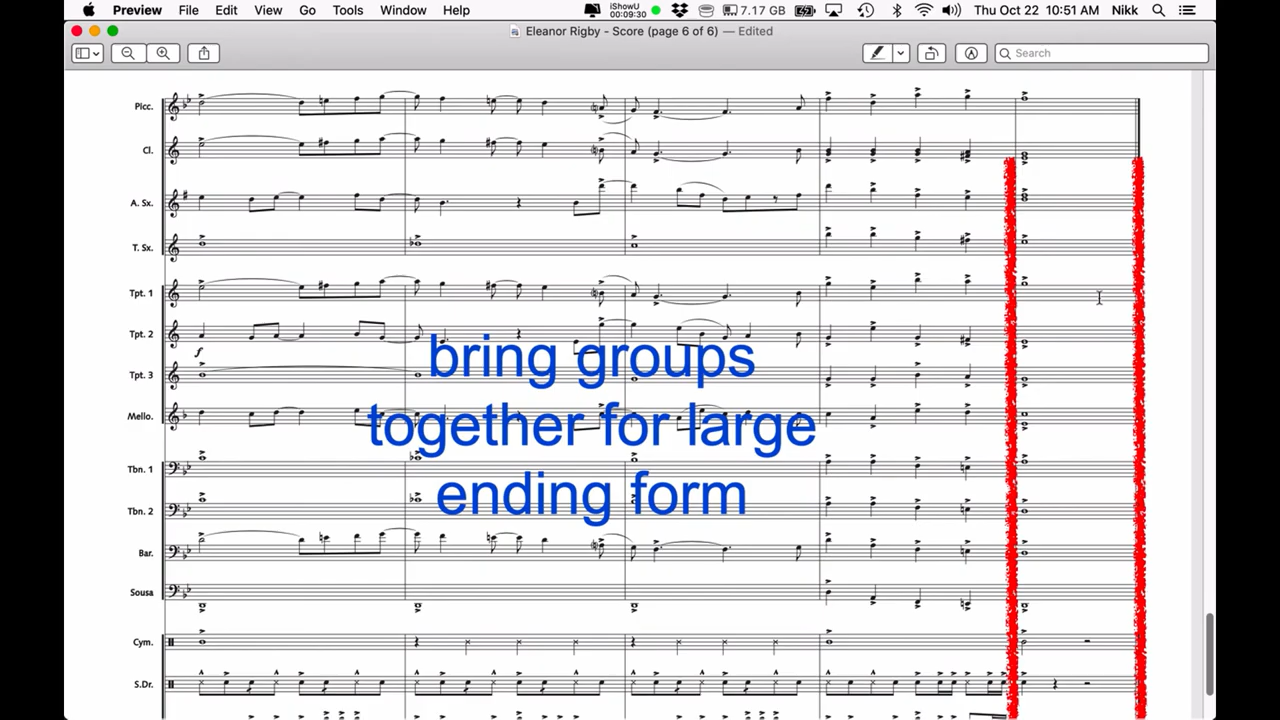 Preview File Edit View Go Tools Window Help iShowU 00:09:30 7.17 GB Thu Oct 22 10:51 AM Nikk
Eleanor Rigby - Score (page 6 of 6) — Edited
Search
Picc.
Cl.
A. Sx.
T. Sx.
Tpt. 1
Tpt. 2
f
Tpt. 3
Mello.
Tbn. 1
Tbn. 2
Bar.
Sousa
Cym.
S.Dr.
bring groups
together for large
ending form